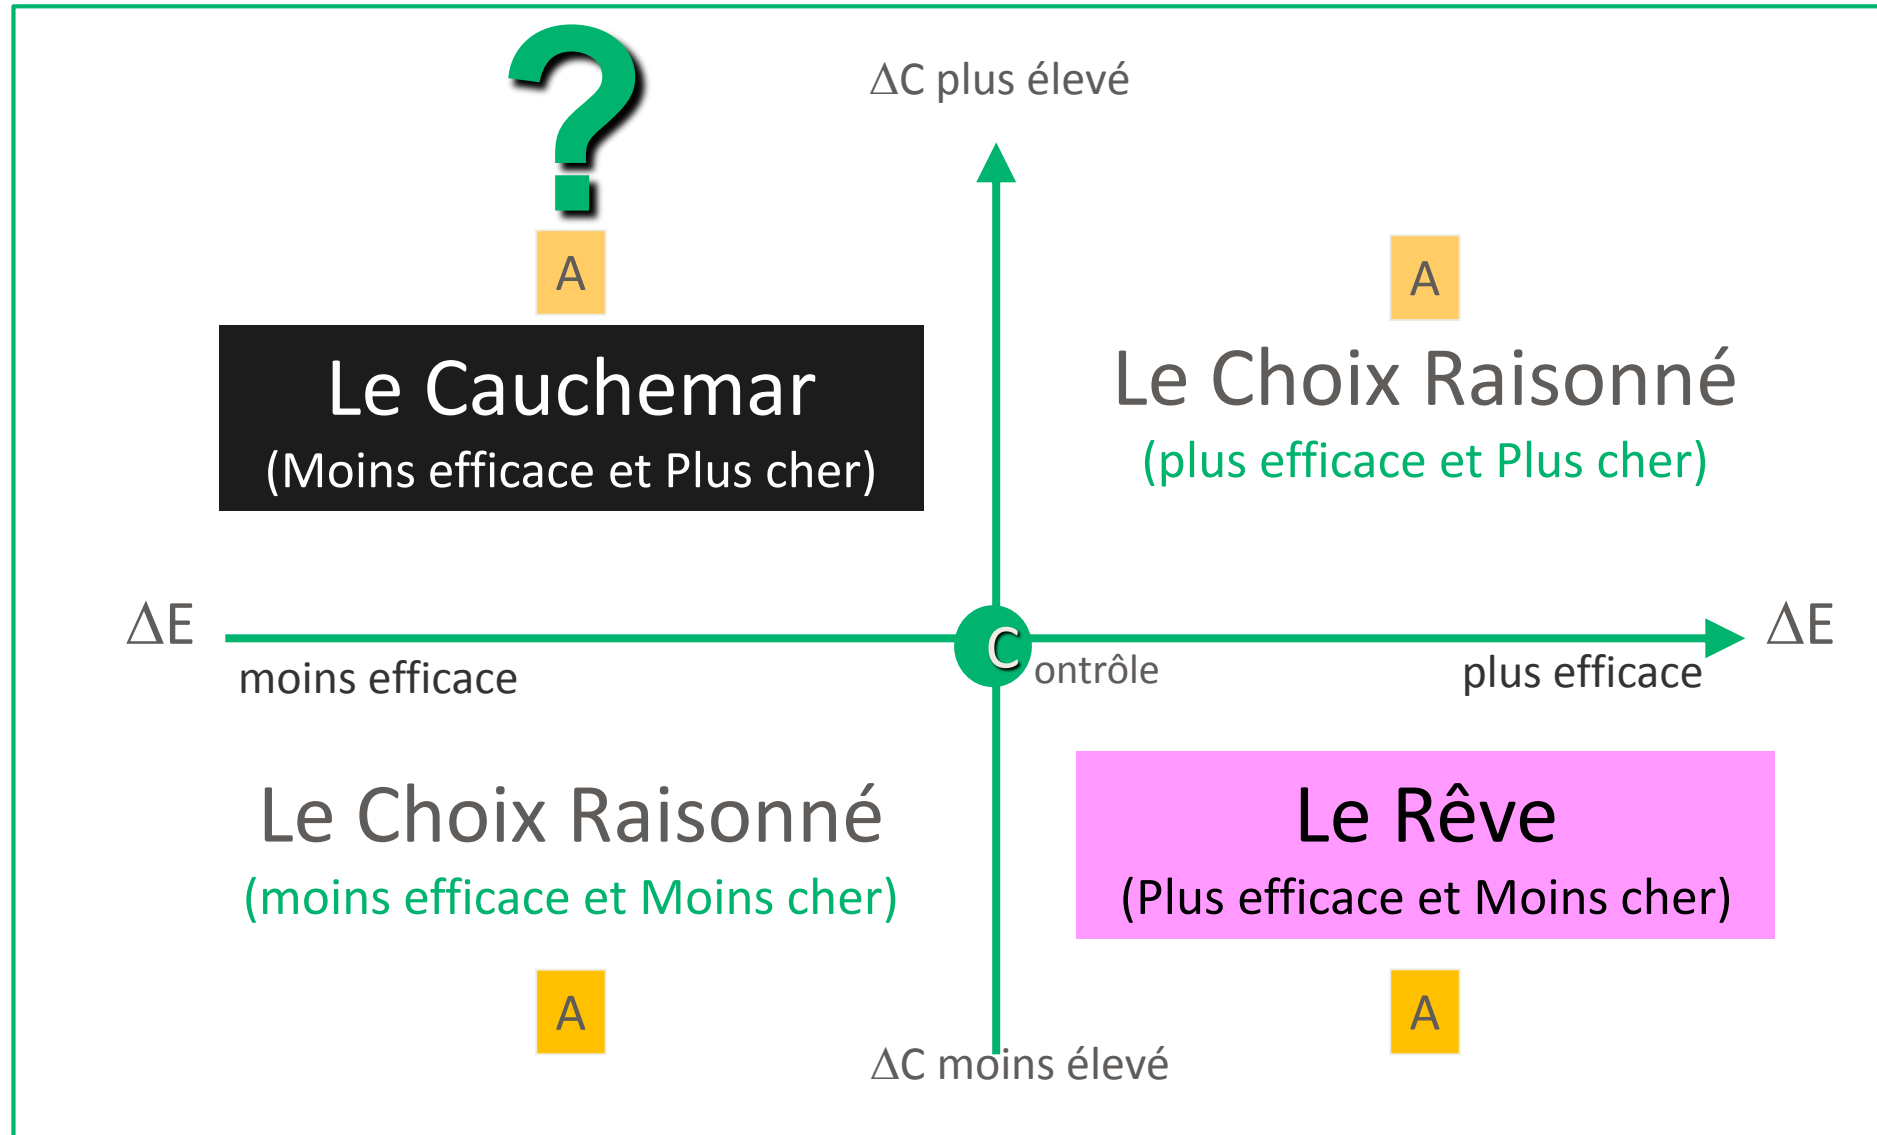 ?
ΔC plus élevé
A
A
Le Cauchemar
(Moins efficace et Plus cher)
Le Choix Raisonné
(plus efficace et Plus cher)
ΔE
ΔE
moins efficace
Contrôle
plus efficace
Le Choix Raisonné
(moins efficace et Moins cher)
Le Rêve
(Plus efficace et Moins cher)
A
A
ΔC moins élevé